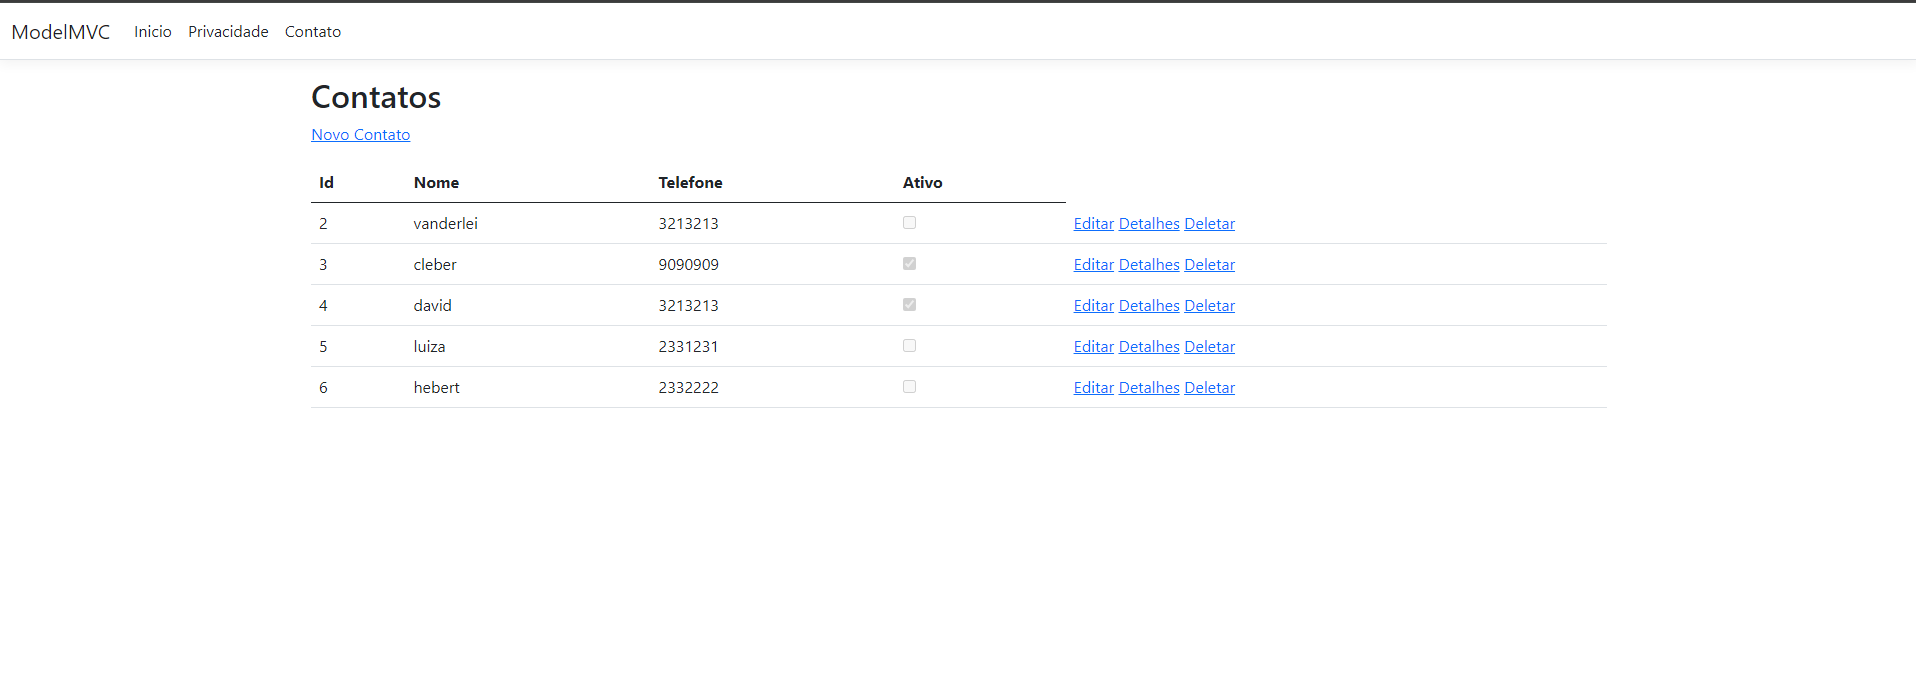 ModelMVC Inicio Privacidade Contato
Contatos
Novo Contato
Id Nome Telefone Ativo
2 vanderlei 3213213 Editar Detalhes Deletar
3 cleber 9090909 Editar Detalhes Deletar
4 david 3213213 Editar Detalhes Deletar
5 luiza 2331231 Editar Detalhes Deletar
6 hebert 2332222 Editar Detalhes Deletar